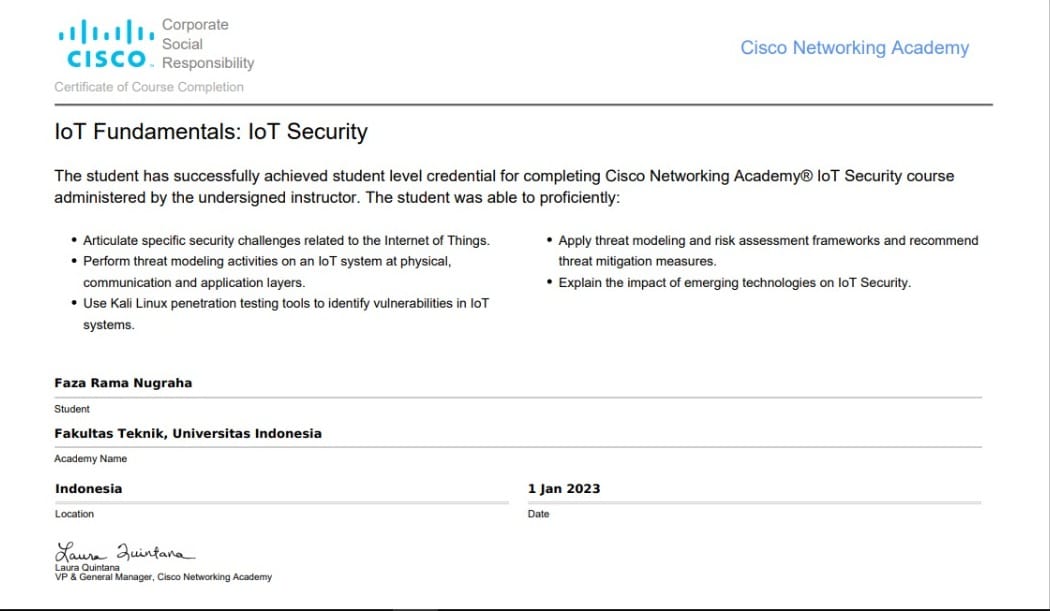 Corporate
Social
CISCO™ Responsibility
Cisco Networking Academy
Certificate of Course Completion
IoT Fundamentals: IoT Security
The student has successfully achieved student level credential for completing Cisco Networking Academy® IoT Security course
administered by the undersigned instructor. The student was able to proficiently:
• Articulate specific security challenges related to the Internet of Things.
• Perform threat modeling activities on an IoT system at physical,
communication and application layers.
• Use Kali Linux penetration testing tools to identify vulnerabilities in IoT
systems.
• Apply threat modeling and risk assessment frameworks and recommend
threat mitigation measures.
• Explain the impact of emerging technologies on IoT Security.
Faza Rama Nugraha
Student
Fakultas Teknik, Universitas Indonesia
Academy Name
Indonesia
Location
1 Jan 2023
Date
Laura Quintana
Laura Quintana
VP & General Manager, Cisco Networking Academy